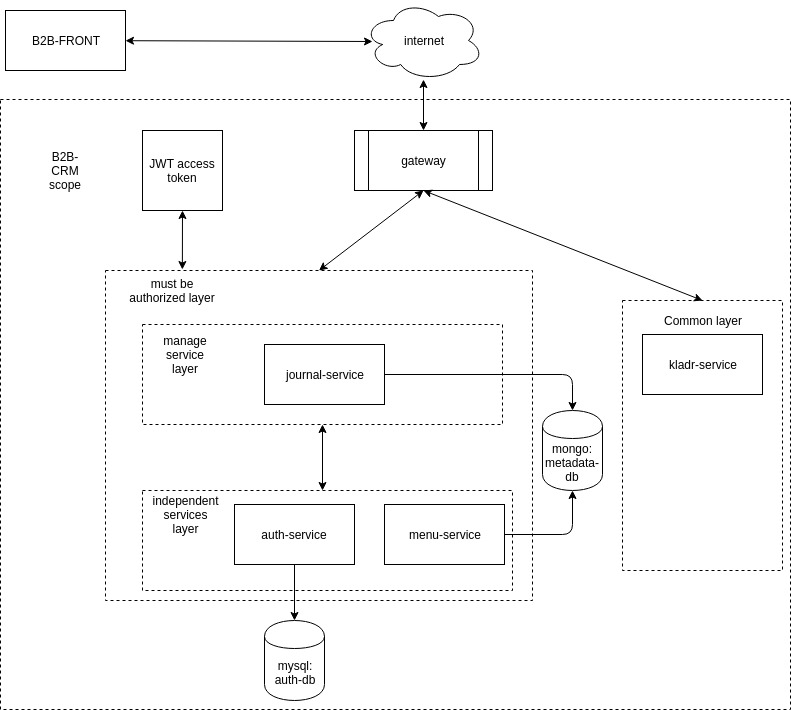 B2B-FRONT
internet
B2B-
CRM
scope
JWT access
token
gateway
must be
authorized layer
manage
service
layer
journal-service
Common layer
kladr-service
mongo:
metadata-
db
independent
services
layer
auth-service
menu-service
mysql:
auth-db